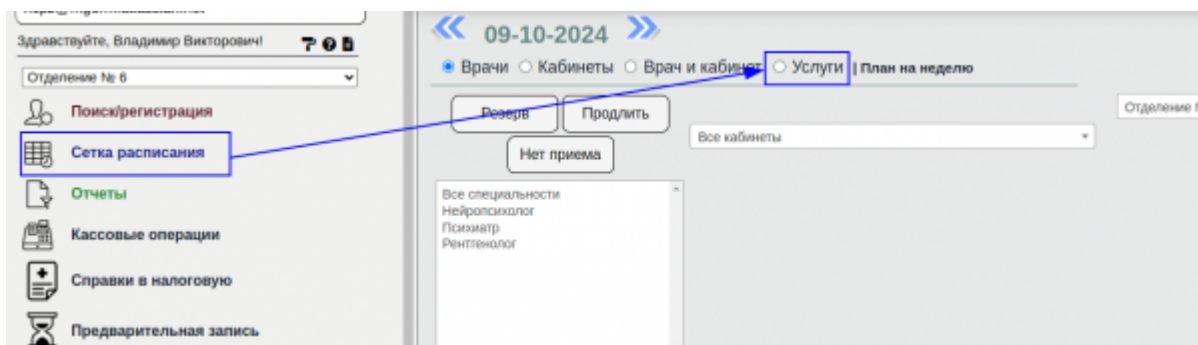 Здравствуйте, Владимир Викторович!
Отделение № 6
Поиск/регистрация
Сетка расписания
Отчеты
Кассовые операции
Справки в налоговую
Предварительная запись
09-10-2024
Врачи Кабинеты Врач и кабинет Услуги | План на неделю
Резерв Продлить
Нет приема
Все кабинеты
Отделение №
Все специальности
Нейропсихолог
Психиатр
Рентгенолог